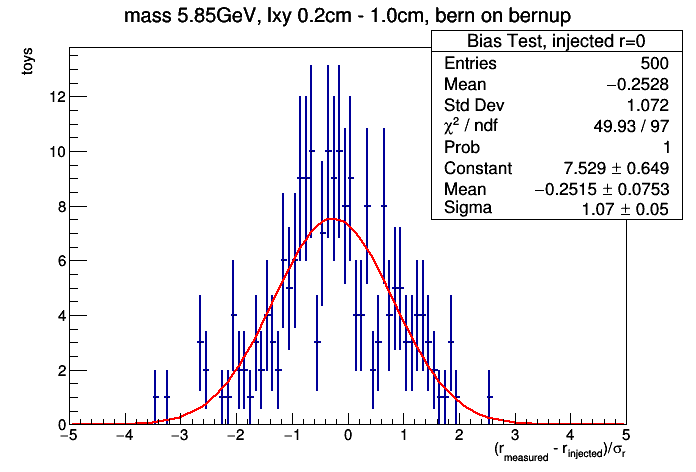 mass 5.85GeV, lxy 0.2cm - 1.0cm, bern on bernup
Bias Test, injected r=0
Entries 500
Mean −0.2528
Std Dev 1.072
χ² / ndf 49.93 / 97
Prob 1
Constant 7.529 ± 0.649
Mean −0.2515 ± 0.0753
Sigma 1.07 ± 0.05
toys
12
10
8
6
4
2
0
−5 −4 −3 −2 −1 0 1 2 3 4 5
(r_measured - r_injected)/σ_r